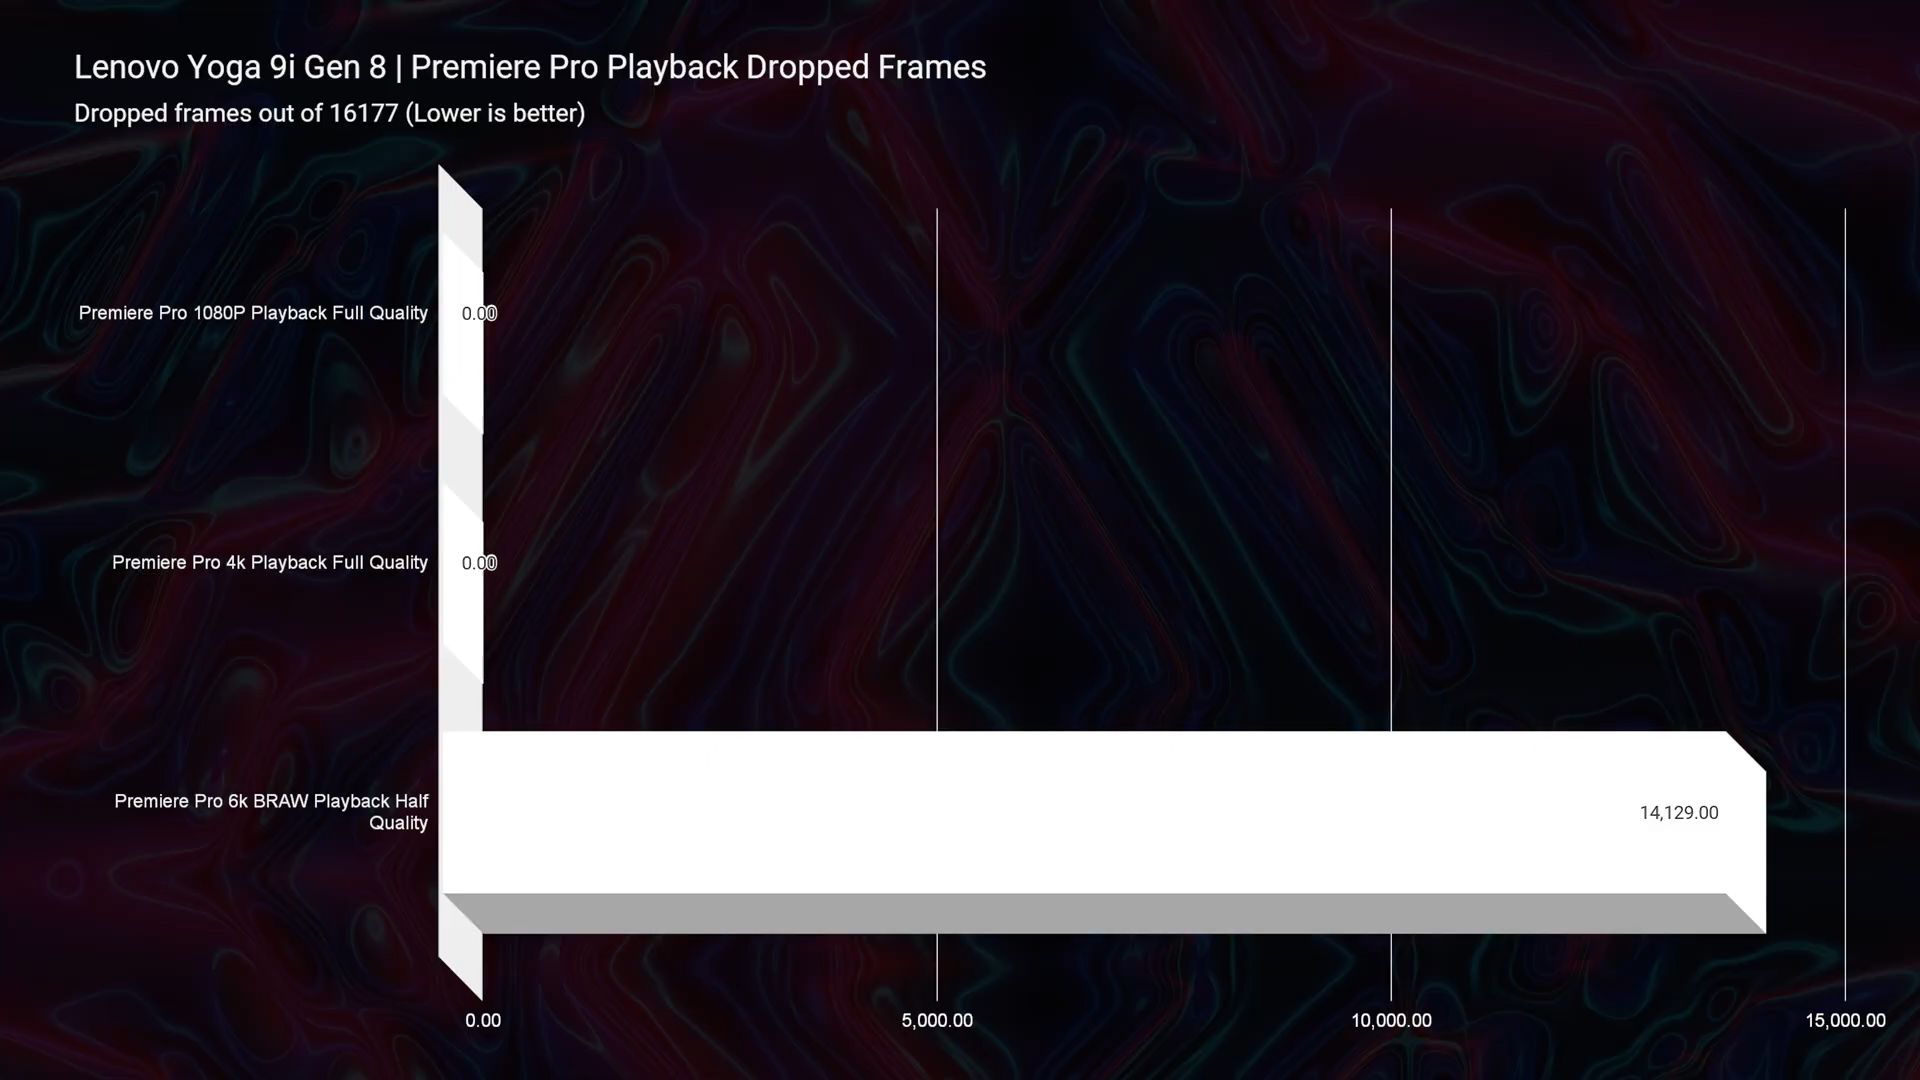 Lenovo Yoga 9i Gen 8 | Premiere Pro Playback Dropped Frames
Dropped frames out of 16177 (Lower is better)
Premiere Pro 1080P Playback Full Quality
0.00
Premiere Pro 4k Playback Full Quality
0.00
Premiere Pro 6k BRAW Playback Half
Quality
14,129.00
0.00
5,000.00
10,000.00
15,000.00